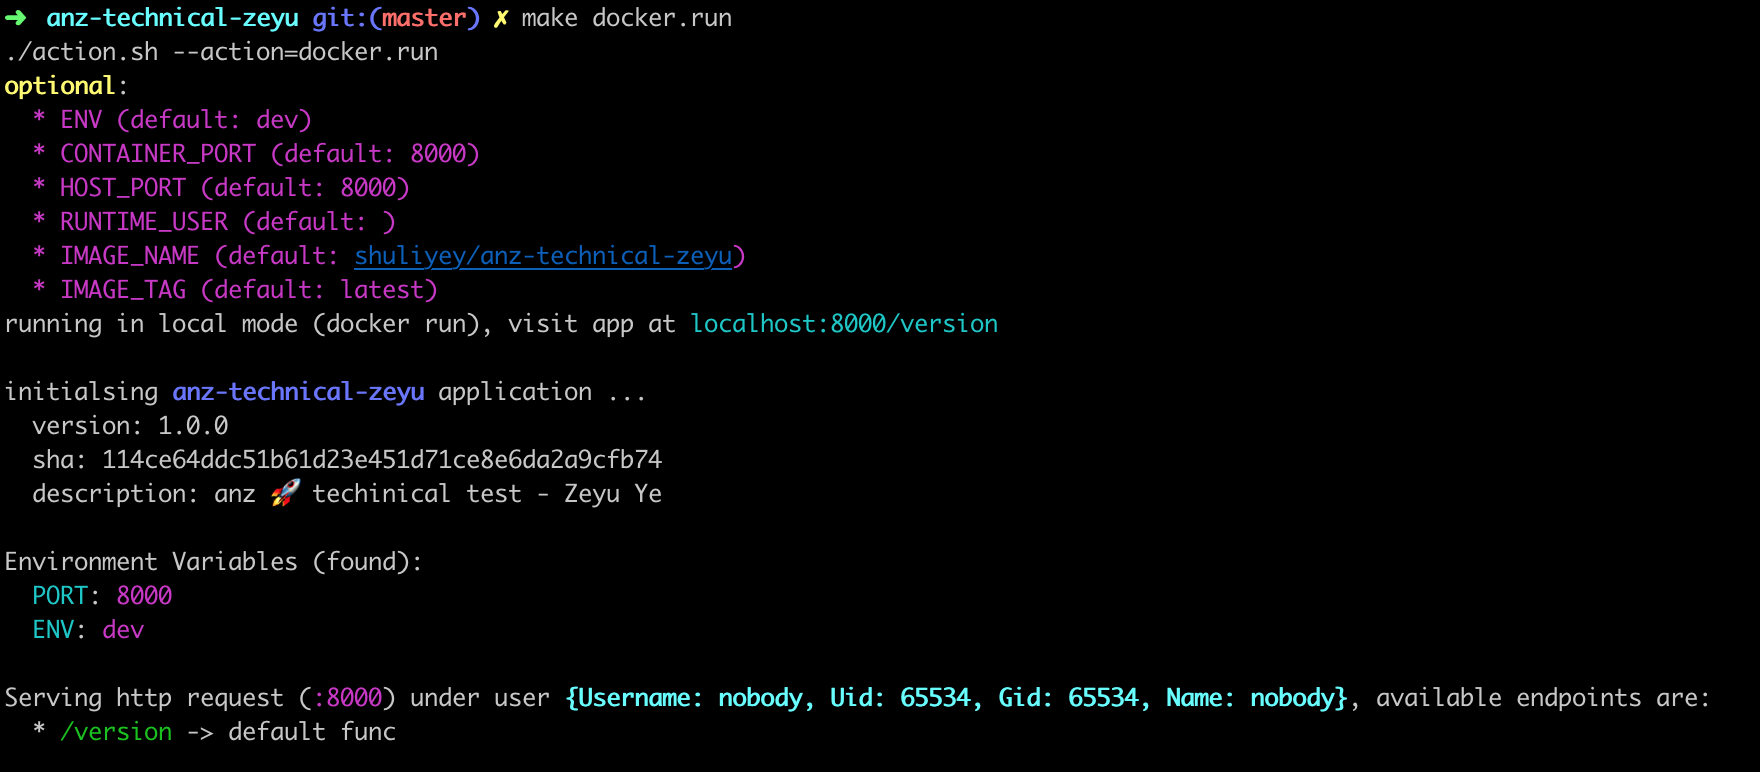 ➜ anz-technical-zeyu git:(master) ✗ make docker.run
./action.sh --action=docker.run
optional:
* ENV (default: dev)
* CONTAINER_PORT (default: 8000)
* HOST_PORT (default: 8000)
* RUNTIME_USER (default: )
* IMAGE_NAME (default: shuliyey/anz-technical-zeyu)
* IMAGE_TAG (default: latest)
running in local mode (docker run), visit app at localhost:8000/version
initialsing anz-technical-zeyu application ...
version: 1.0.0
sha: 114ce64ddc51b61d23e451d71ce8e6da2a9cfb74
description: anz 🚀 techinical test - Zeyu Ye
Environment Variables (found):
PORT: 8000
ENV: dev
Serving http request (:8000) under user {Username: nobody, Uid: 65534, Gid: 65534, Name: nobody}, available endpoints are:
* /version -> default func